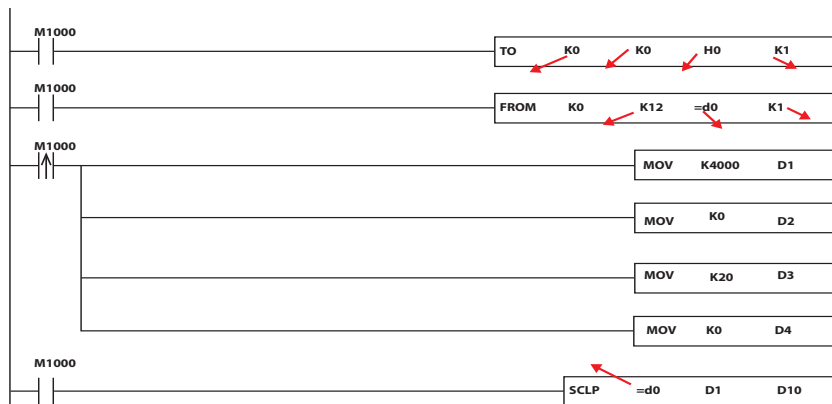 M1000
TO K0 K0 H0 K1
M1000
FROM K0 K12 =d0 K1
M1000
MOV K4000 D1
MOV K0 D2
MOV K20 D3
MOV K0 D4
M1000
SCLP =d0 D1 D10